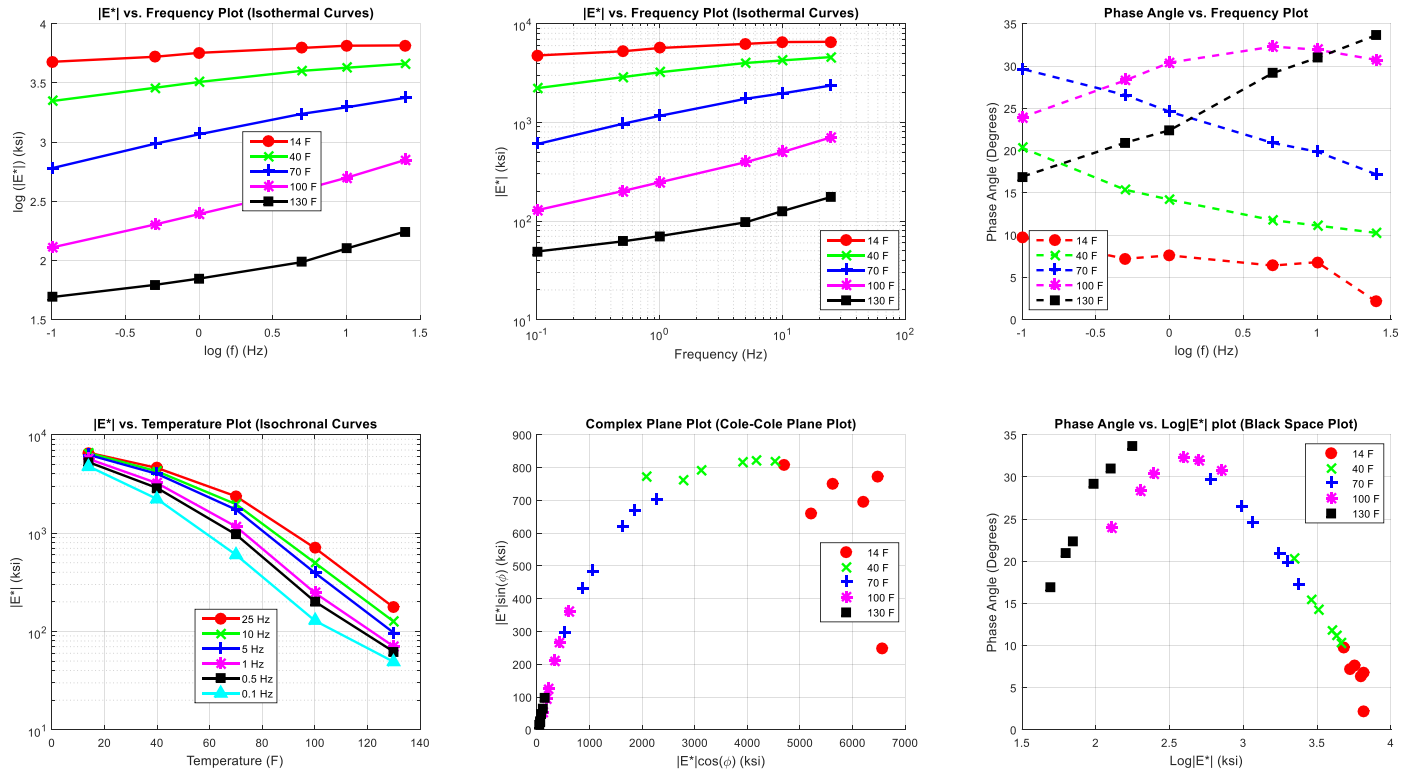 |E*| vs. Frequency Plot (Isothermal Curves)
log (|E*|) (ksi)
4
3.5
3
2.5
2
1.5
-1
-0.5
0
0.5
1
1.5
log (f) (Hz)
14 F
40 F
70 F
100 F
130 F
|E*| vs. Frequency Plot (Isothermal Curves)
|E*| (ksi)
10^4
10^3
10^2
10^1
10^-1
10^0
10^1
10^2
Frequency (Hz)
14 F
40 F
70 F
100 F
130 F
Phase Angle vs. Frequency Plot
Phase Angle (Degrees)
35
30
25
20
15
10
5
0
-1
-0.5
0
0.5
1
1.5
log (f) (Hz)
14 F
40 F
70 F
100 F
130 F
|E*| vs. Temperature Plot (Isochronal Curves
|E*| (ksi)
10^4
10^3
10^2
10^1
0
20
40
60
80
100
120
140
Temperature (F)
25 Hz
10 Hz
5 Hz
1 Hz
0.5 Hz
0.1 Hz
Complex Plane Plot (Cole-Cole Plane Plot)
|E*|sin(ϕ) (ksi)
900
800
700
600
500
400
300
200
100
0
0
1000
2000
3000
4000
5000
6000
7000
|E*|cos(ϕ) (ksi)
14 F
40 F
70 F
100 F
130 F
Phase Angle vs. Log|E*| plot (Black Space Plot)
Phase Angle (Degrees)
35
30
25
20
15
10
5
0
1.5
2
2.5
3
3.5
4
Log|E*| (ksi)
14 F
40 F
70 F
100 F
130 F